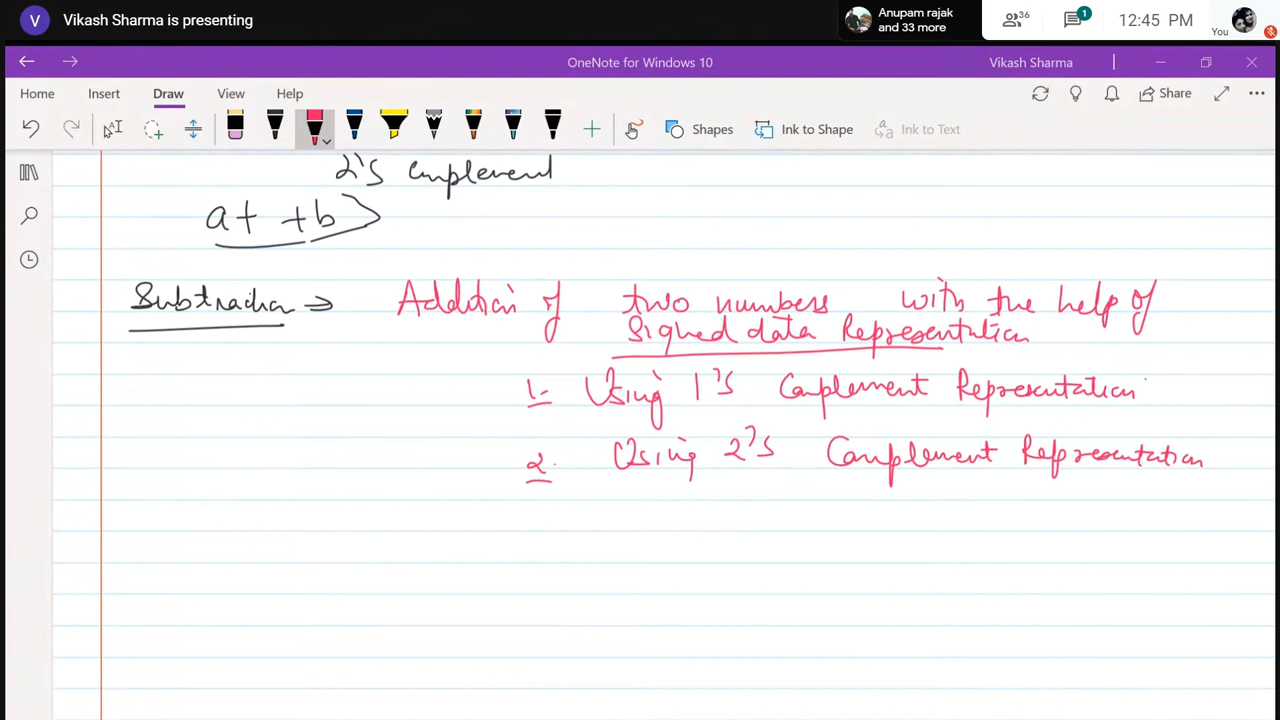 V Vikash Sharma is presenting
Anupam rajak
and 33 more
36
1
12:45 PM
You
OneNote for Windows 10
Vikash Sharma
Home Insert Draw View Help
Share
Shapes Ink to Shape Ink to Text
2's complement
a+ +b
Subtraction ⇒ Addition of two numbers with the help of
Signed data Representation
1- Using 1's Complement Representation
2. Using 2's Complement Representation